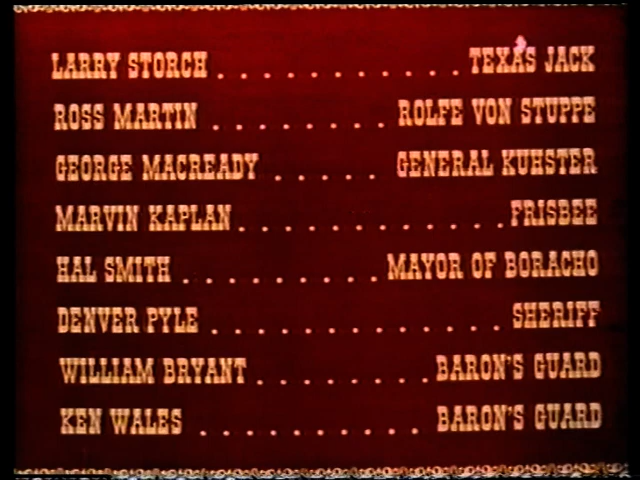 LARRY STORCH . . . . . . . . . . . TEXAS JACK
ROSS MARTIN . . . . . . . . ROLFE VON STUPPE
GEORGE MACREADY . . . . . GENERAL KUHSTER
MARVIN KAPLAN . . . . . . . . . . . . FRISBEE
HAL SMITH . . . . . . . . . MAYOR OF BORACHO
DENVER PYLE . . . . . . . . . . . . . SHERIFF
WILLIAM BRYANT . . . . . . . . BARON'S GUARD
KEN WALES . . . . . . . . . . BARON'S GUARD